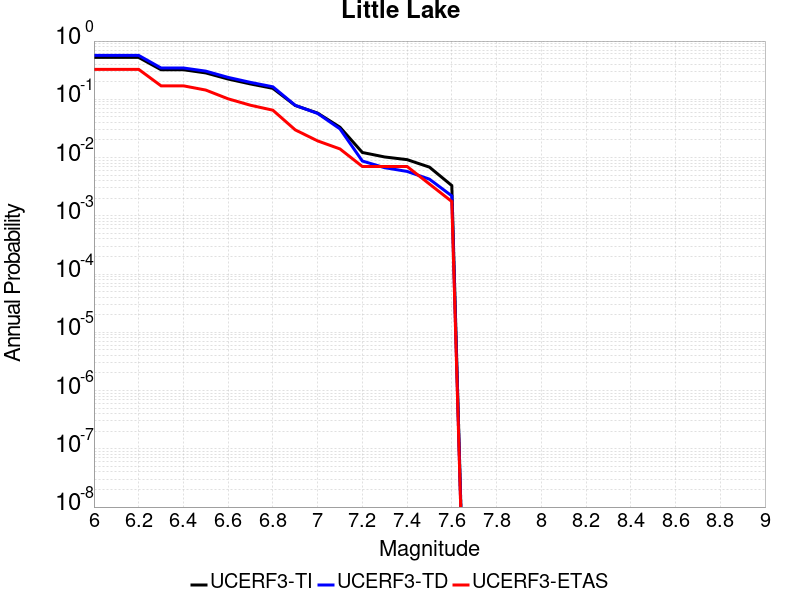 Little Lake
10^0
10^-1
10^-2
10^-3
10^-4
10^-5
10^-6
10^-7
10^-8
Annual Probability
6 6.2 6.4 6.6 6.8 7 7.2 7.4 7.6 7.8 8 8.2 8.4 8.6 8.8 9
Magnitude
UCERF3-TI UCERF3-TD UCERF3-ETAS